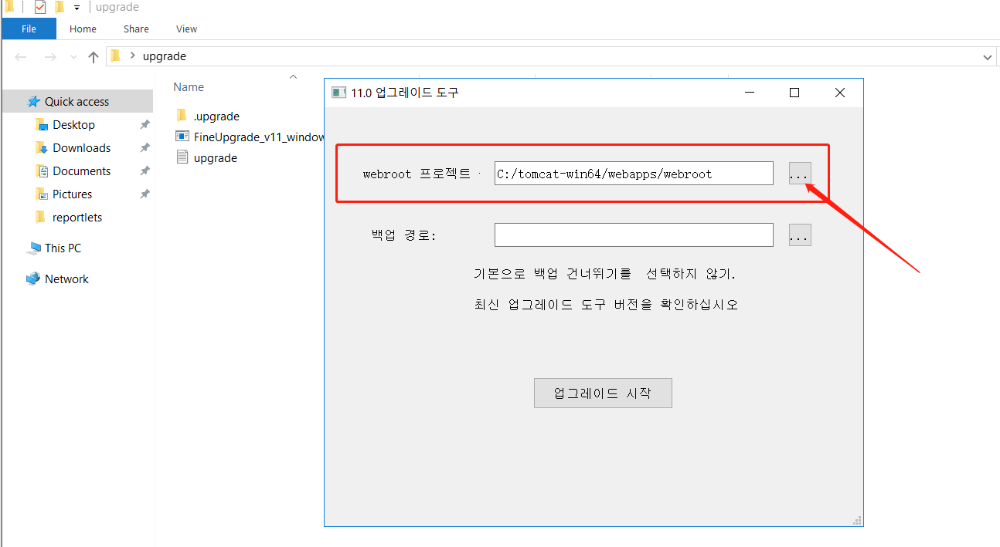 upgrade
File Home Share View
upgrade
Name
Quick access
Desktop
Downloads
Documents
Pictures
reportlets
This PC
Network
.upgrade
FineUpgrade_v11_window
upgrade
11.0 업그레이드 도구
webroot 프로젝트
C:/tomcat-win64/webapps/webroot
...
백업 경로:
...
기본으로 백업 건너뛰기를 선택하지 않기.
최신 업그레이드 도구 버전을 확인하십시오
업그레이드 시작